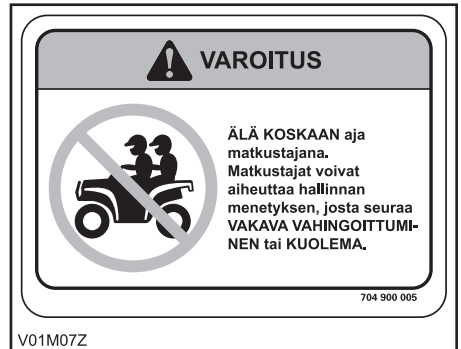 VAROITUS
ÄLÄ KOSKAAN aja
matkustajana.
Matkustajat voivat
aiheuttaa hallinnan
menetyksen, josta seuraa
VAKAVA VAHINGOITTUMI-
NEN tai KUOLEMA.
704 900 005
V01M07Z